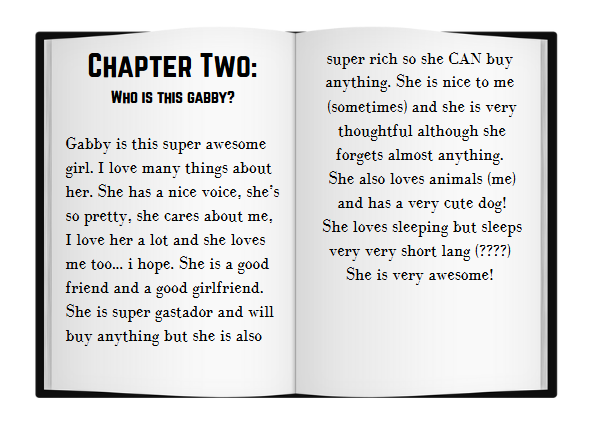 Chapter Two:
Who is this gabby?
Gabby is this super awesome
girl. I love many things about
her. She has a nice voice, she's
so pretty, she cares about me,
I love her a lot and she loves
me too... i hope. She is a good
friend and a good girlfriend.
She is super gastador and will
buy anything but she is also
super rich so she CAN buy
anything. She is nice to me
(sometimes) and she is very
thoughtful although she
forgets almost anything.
She also loves animals (me)
and has a very cute dog!
She loves sleeping but sleeps
very very short lang (????)
She is very awesome!